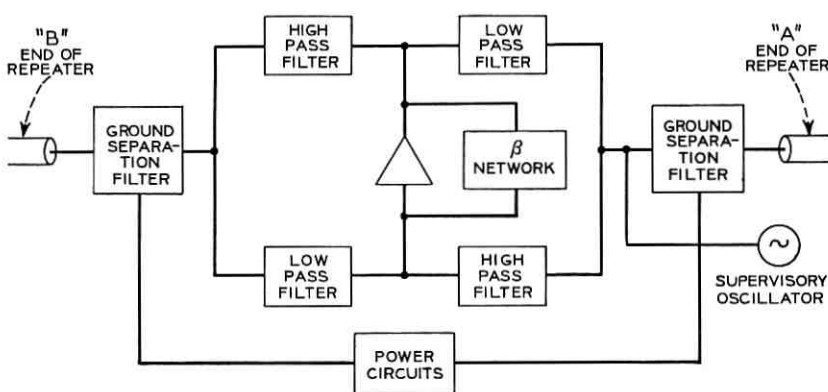 "B"
END OF
REPEATER
HIGH
PASS
FILTER
LOW
PASS
FILTER
"A"
END OF
REPEATER
GROUND
SEPARA-
TION
FILTER
β
NETWORK
GROUND
SEPARA-
TION
FILTER
LOW
PASS
FILTER
HIGH
PASS
FILTER
~
SUPERVISORY
OSCILLATOR
POWER
CIRCUITS